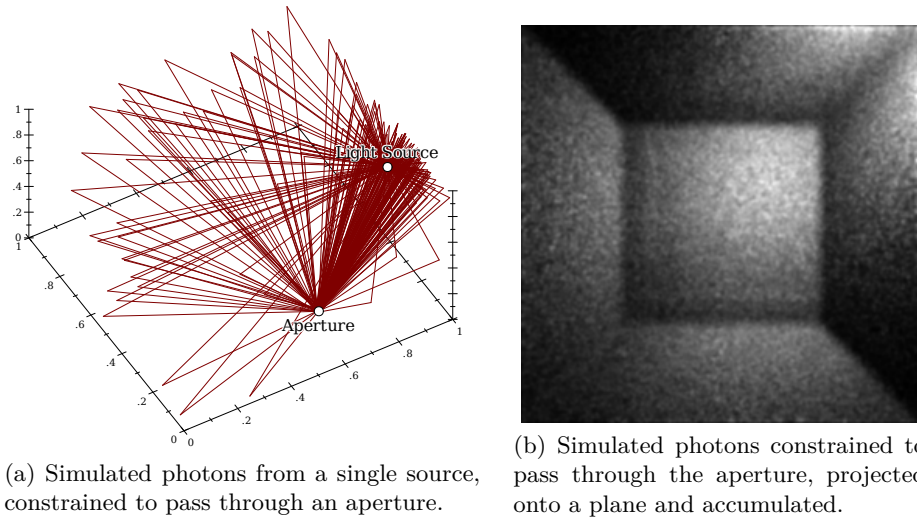 1
.8
.6
.4
.2
0
1
.8
.6
.4
.2
0
0
.2
.4
.6
.8
1
Light Source
Aperture
(a) Simulated photons from a single source,
constrained to pass through an aperture.
(b) Simulated photons constrained to
pass through the aperture, projected
onto a plane and accumulated.